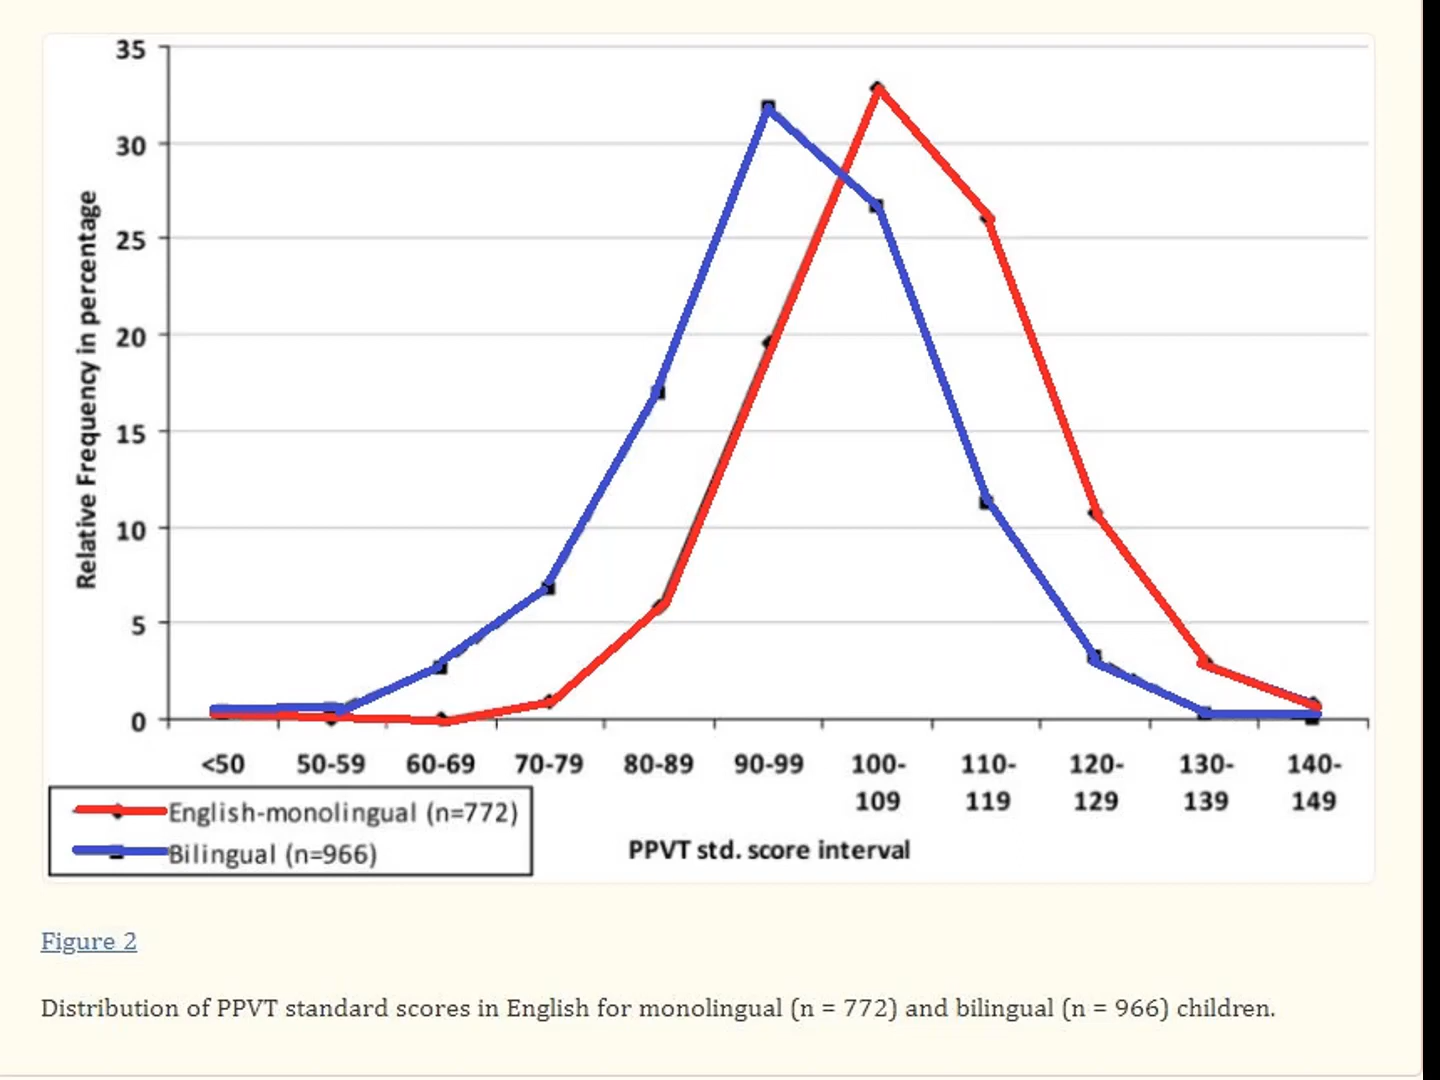 35
30
25
20
15
10
5
0
Relative Frequency in percentage
<50 50-59 60-69 70-79 80-89 90-99 100-109 110-119 120-129 130-139 140-149
PPVT std. score interval
English-monolingual (n=772)
Bilingual (n=966)
Figure 2
Distribution of PPVT standard scores in English for monolingual (n = 772) and bilingual (n = 966) children.